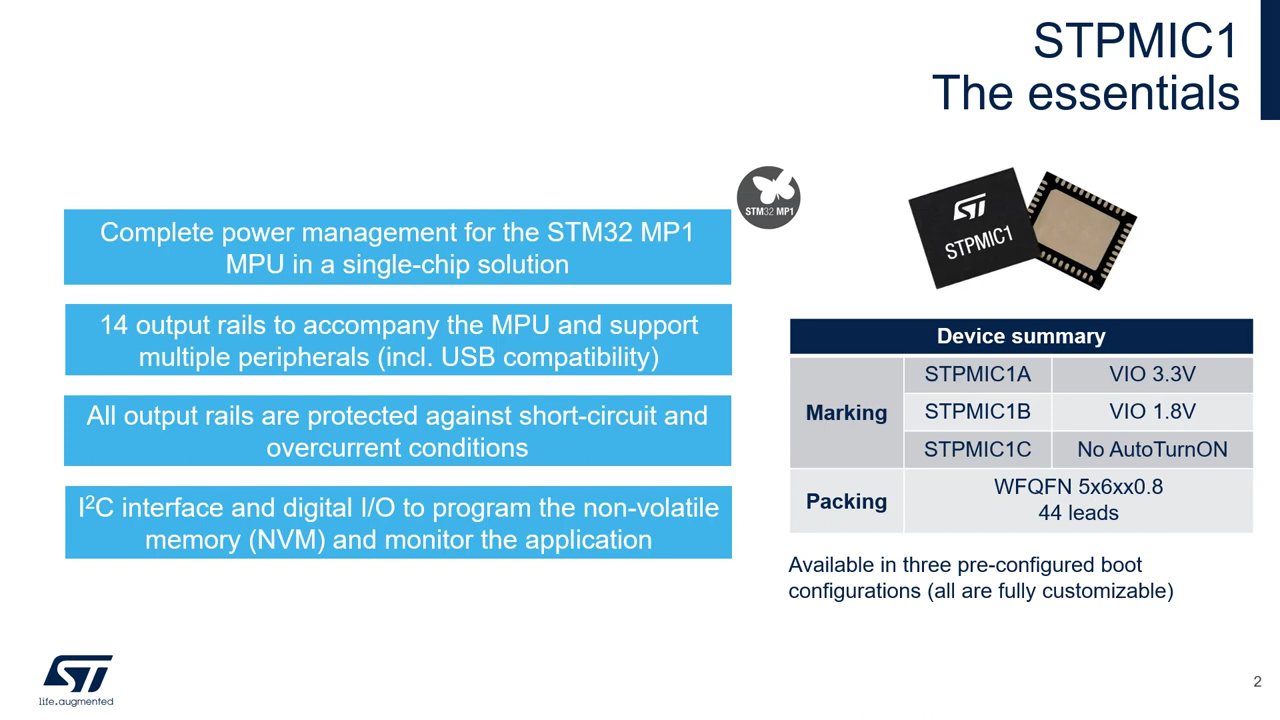 STPMIC1
The essentials
STM32 MP1
ST
STPMIC1
Complete power management for the STM32 MP1
MPU in a single-chip solution
14 output rails to accompany the MPU and support
multiple peripherals (incl. USB compatibility)
All output rails are protected against short-circuit and
overcurrent conditions
I²C interface and digital I/O to program the non-volatile
memory (NVM) and monitor the application
Device summary
Marking
STPMIC1A VIO 3.3V
STPMIC1B VIO 1.8V
STPMIC1C No AutoTurnON
Packing
WFQFN 5x6xx0.8
44 leads
Available in three pre-configured boot
configurations (all are fully customizable)
ST
life.augmented
2